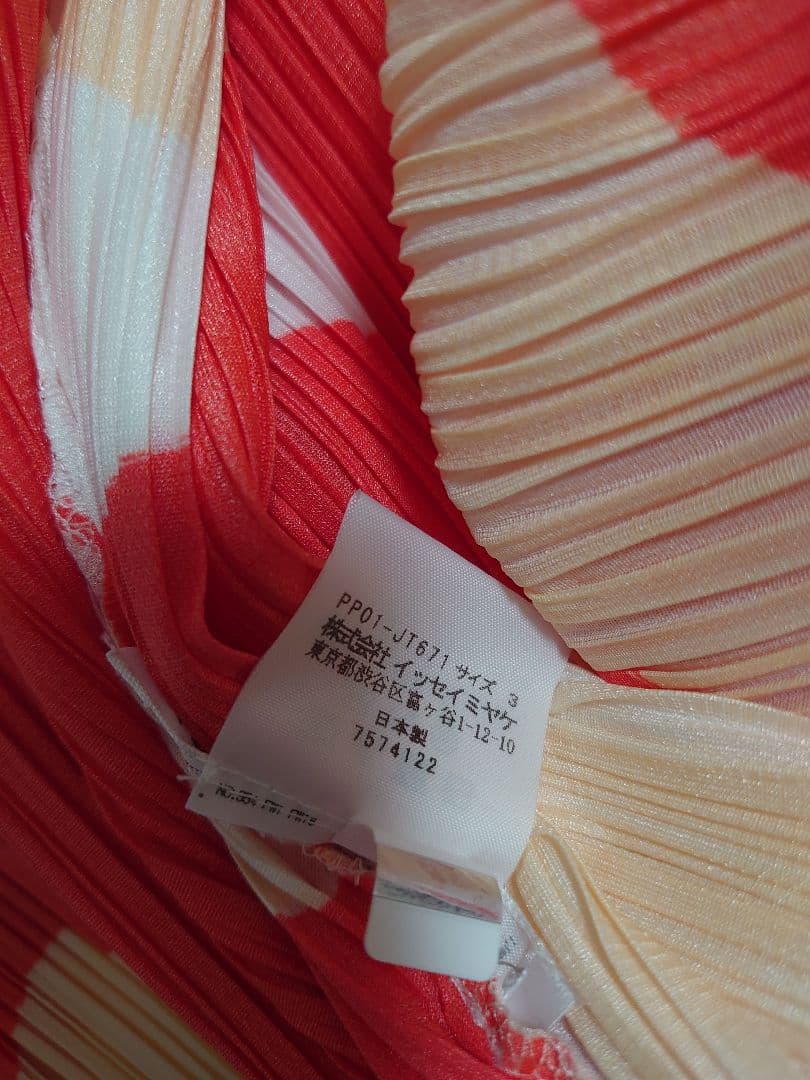 PP01-JT671 サイズ 3
株式会社 イッセイミヤケ
東京都渋谷区富ヶ谷1-12-10
日本製
7574122